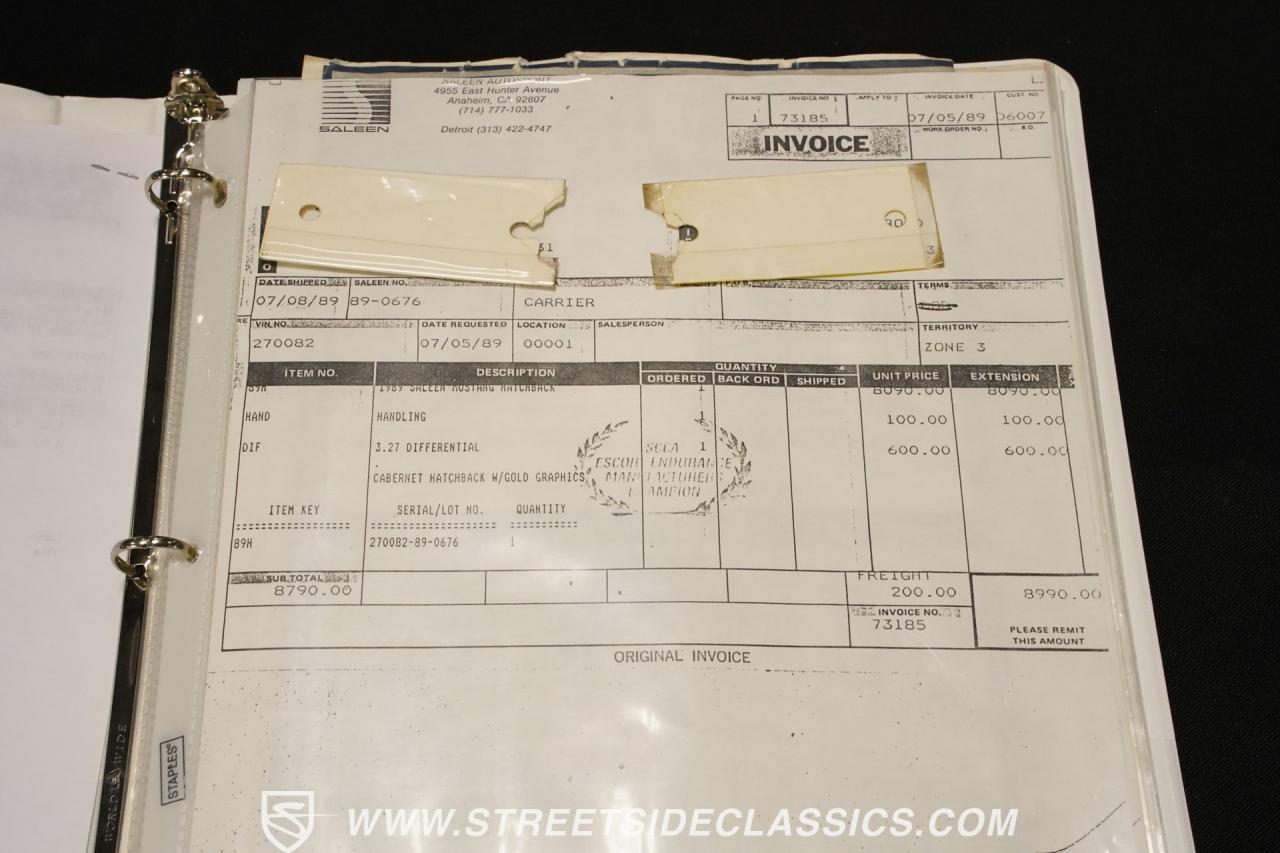 SALEEN AUTOSPORT
4955 East Hunter Avenue
Anaheim, CA 92807
(714) 777-1033
SALEEN
Detroit (313) 422-4747
PAGE NO. INVOICE NO. APPLY TO INVOICE DATE CUST. NO.
1 73185 07/05/89 06007
INVOICE
WORK ORDER NO.
DATE SHIPPED SALEEN NO. TERMS
07/08/89 89-0676 CARRIER
VIN NO. DATE REQUESTED LOCATION SALESPERSON TERRITORY
270082 07/05/89 00001 ZONE 3
ITEM NO. DESCRIPTION QUANTITY UNIT PRICE EXTENSION
ORDERED BACK ORD SHIPPED
89H 1989 SALEEN MUSTANG HATCHBACK 1 8090.00 8090.00
HAND HANDLING 1 100.00 100.00
DIF 3.27 DIFFERENTIAL 1 600.00 600.00
CABERNET HATCHBACK W/GOLD GRAPHICS
SCCA
ESCORT ENDURANCE
MANUFACTURERS
CHAMPION
ITEM KEY SERIAL/LOT NO. QUANTITY
89H 270082-89-0676 1
SUB TOTAL FREIGHT
8790.00 200.00 8990.00
INVOICE NO.
73185
PLEASE REMIT
THIS AMOUNT
ORIGINAL INVOICE
STAPLES
WORLD WIDE
WWW.STREETSIDECLASSICS.COM